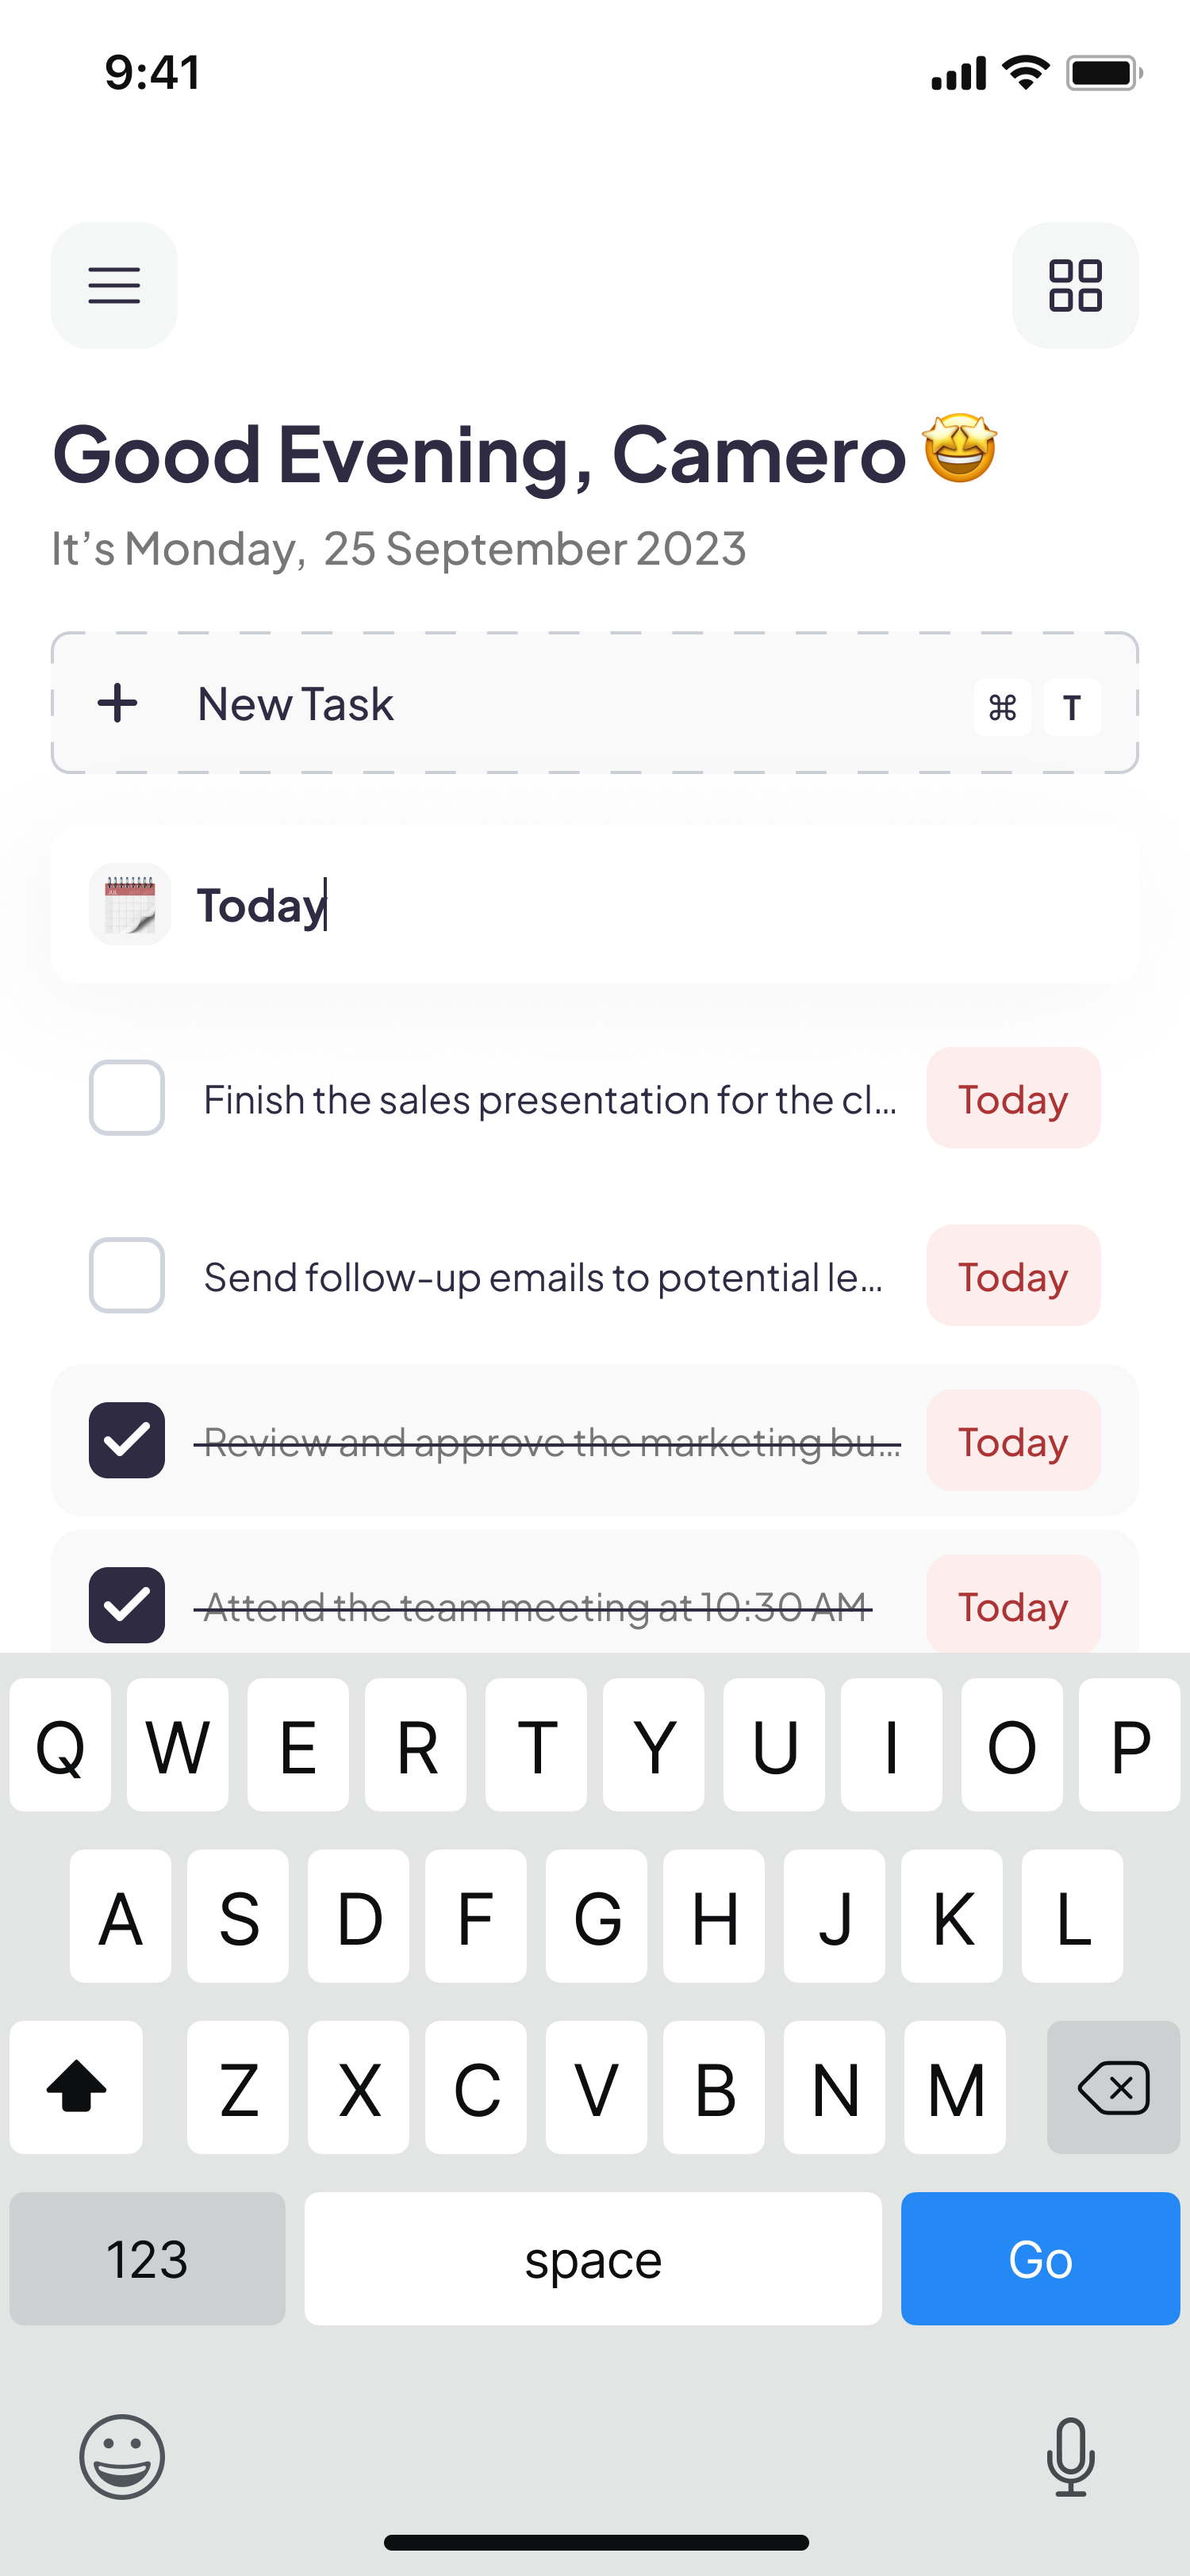 9:41
Good Evening, Camero 🤩
It’s Monday, 25 September 2023
New Task ⌘ T
Today
Finish the sales presentation for the cl... Today
Send follow-up emails to potential le... Today
Review and approve the marketing bu... Today
Attend the team meeting at 10:30 AM Today
Q W E R T Y U I O P
A S D F G H J K L
Z X C V B N M
123 space Go